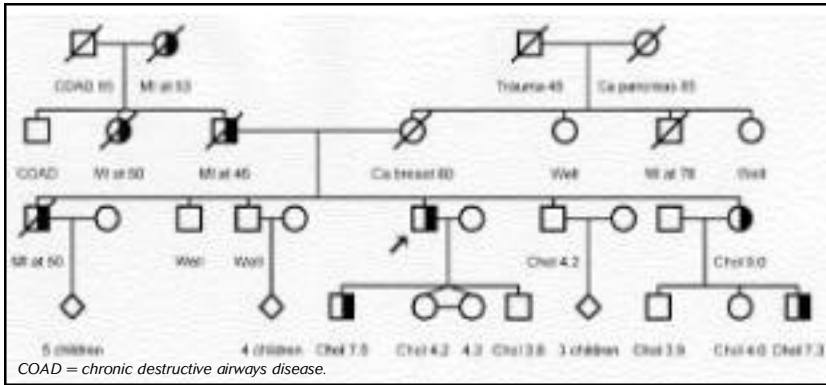 COAD 65 MI at 53 Trauma 45 Ca pancreas 85
COAD MI at 50 MI at 45 Ca breast 60 Well MI at 78 Well
MI at 50 Well Well Chol 4.2 Chol 9.0
5 children 4 children Chol 7.5 Chol 4.2 4.3 Chol 3.8 3 children Chol 3.9 Chol 4.0 Chol 7.3
COAD = chronic destructive airways disease.